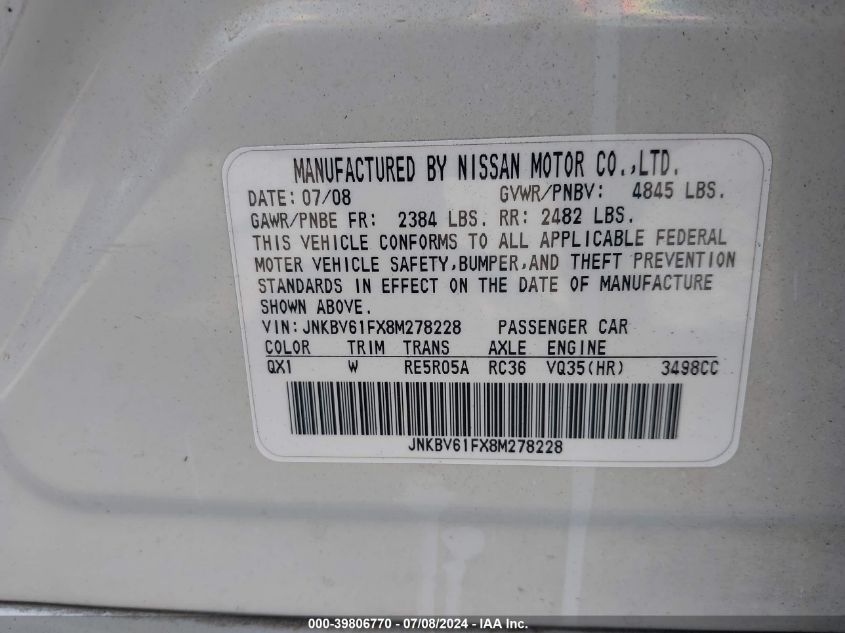 MANUFACTURED BY NISSAN MOTOR CO.,LTD.
DATE: 07/08 GVWR/PNBV: 4845 LBS.
GAWR/PNBE FR: 2384 LBS. RR: 2482 LBS.
THIS VEHICLE CONFORMS TO ALL APPLICABLE FEDERAL
MOTER VEHICLE SAFETY,BUMPER,AND THEFT PREVENTION
STANDARDS IN EFFECT ON THE DATE OF MANUFACTURE
SHOWN ABOVE.
VIN: JNKBV61FX8M278228 PASSENGER CAR
COLOR TRIM TRANS AXLE ENGINE
QX1 W RE5R05A RC36 VQ35(HR) 3498CC
JNKBV61FX8M278228
000-39806770 - 07/08/2024 - IAA Inc.